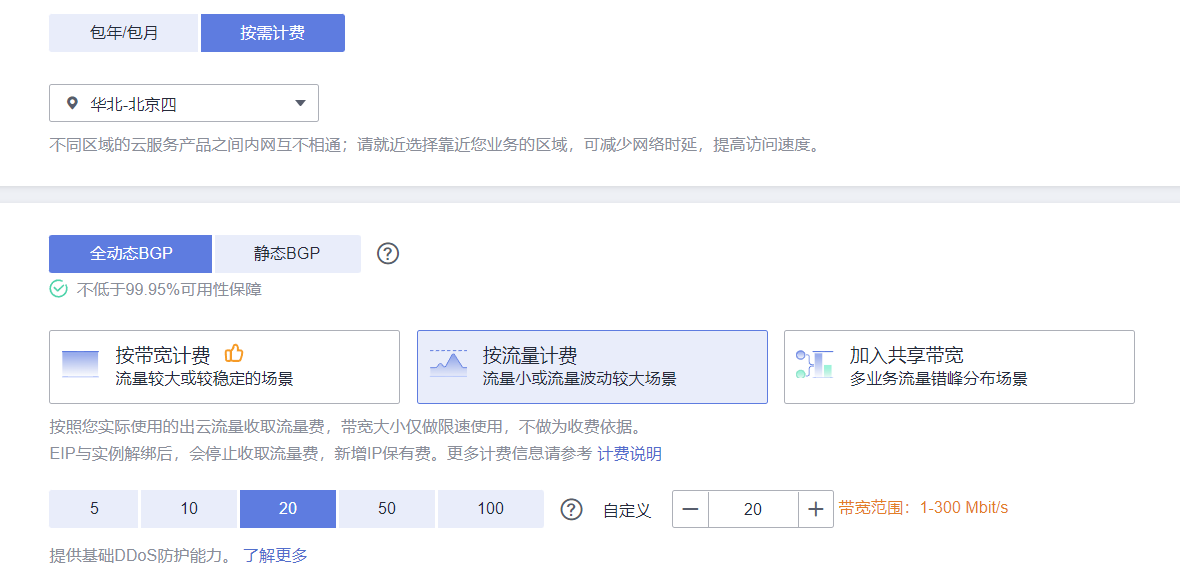 包年/包月 按需计费
华北-北京四
不同区域的云服务产品之间内网互不相通；请就近选择靠近您业务的区域，可减少网络时延，提高访问速度。
全动态BGP 静态BGP ?
不低于99.95%可用性保障
按带宽计费 按流量计费 加入共享带宽
流量较大或较稳定的场景 流量小或流量波动较大场景 多业务流量错峰分布场景
按照您实际使用的出云流量收取流量费，带宽大小仅做限速使用，不做为收费依据。
EIP与实例解绑后，会停止收取流量费，新增IP保有费。更多计费信息请参考 计费说明
5 10 20 50 100 ? 自定义 — 20 + 带宽范围：1-300 Mbit/s
提供基础DDoS防护能力。 了解更多